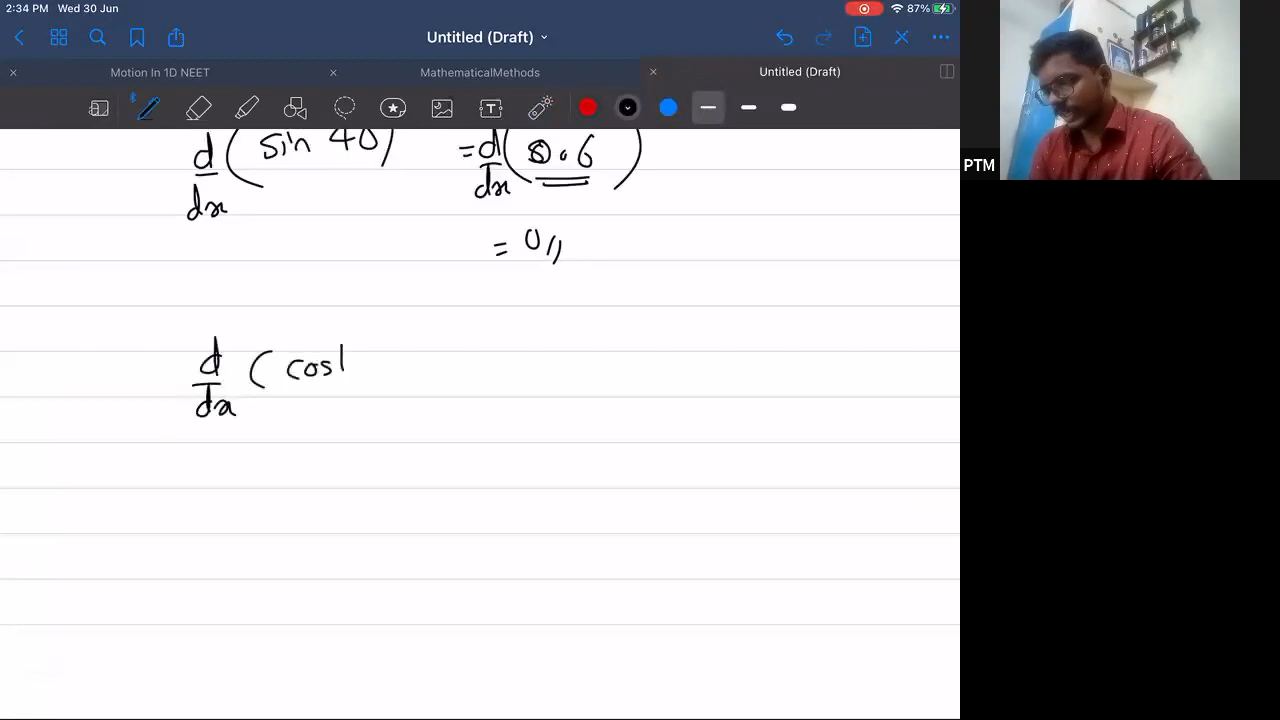 2:34 PM Wed 30 Jun 87%
Untitled (Draft)
Motion In 1D NEET MathematicalMethods Untitled (Draft)
T
d/dx ( sin 40 ) = d/dx ( 0.6 )
= 0,,
d/dx ( cos1
PTM